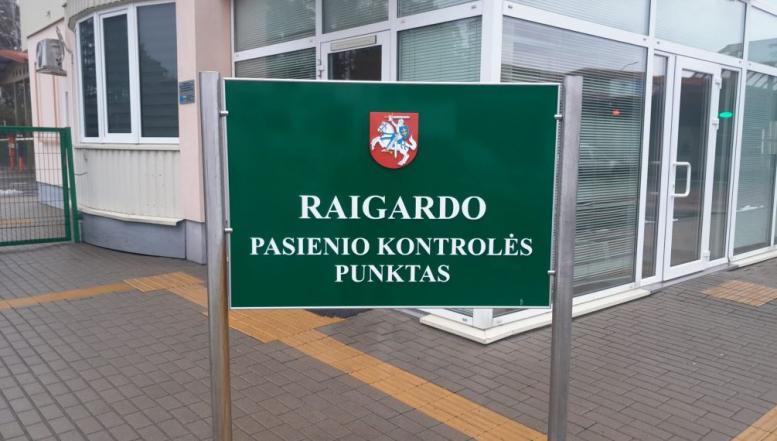 RAIGARDO
PASIENIO KONTROLĖS
PUNKTAS